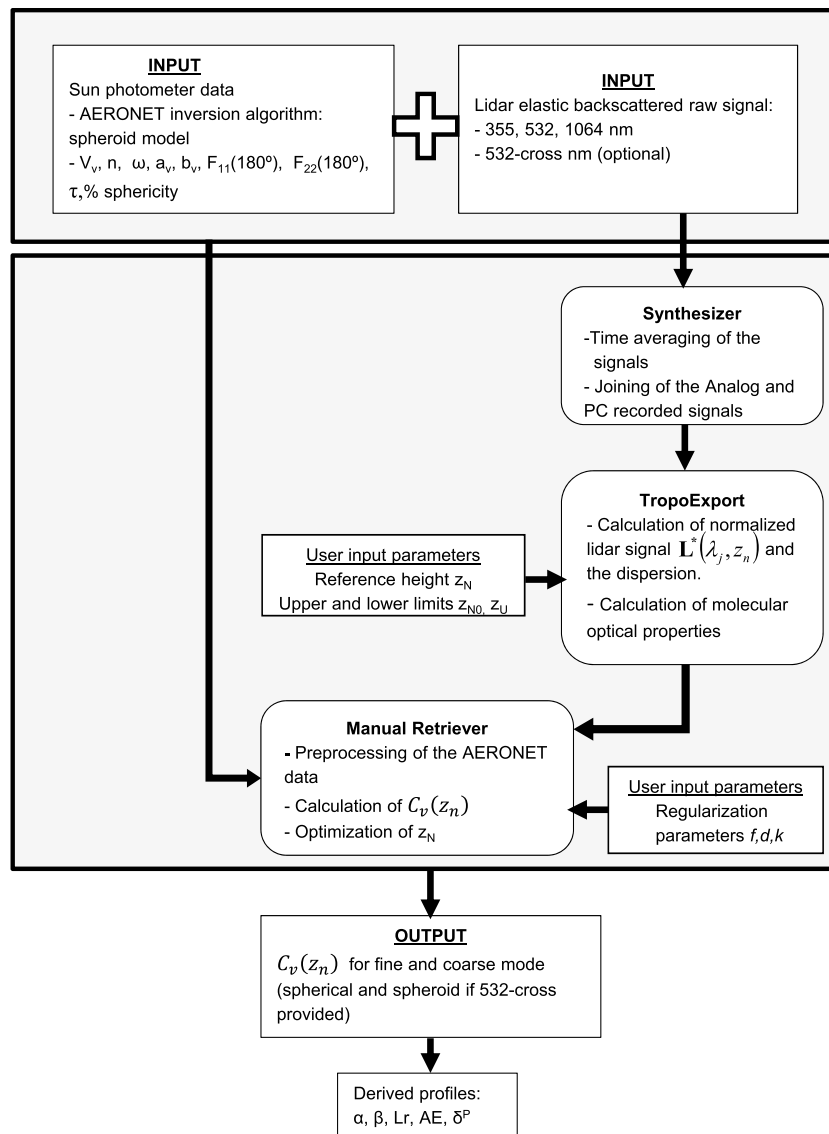 INPUT
Sun photometer data
- AERONET inversion algorithm:
spheroid model
- Vᵥ, n, ω, aᵥ, bᵥ, F₁₁(180º), F₂₂(180º),
τ,% sphericity
INPUT
Lidar elastic backscattered raw signal:
- 355, 532, 1064 nm
- 532-cross nm (optional)
Synthesizer
-Time averaging of the
signals
- Joining of the Analog and
PC recorded signals
TropoExport
- Calculation of normalized
lidar signal L*(λⱼ, zₙ) and
the dispersion.
- Calculation of molecular
optical properties
User input parameters
Reference height z_N
Upper and lower limits z_N0, z_U
Manual Retriever
- Preprocessing of the AERONET
data
- Calculation of Cᵥ(zₙ)
- Optimization of z_N
User input parameters
Regularization
parameters f,d,k
OUTPUT
Cᵥ(zₙ) for fine and coarse mode
(spherical and spheroid if 532-cross
provided)
Derived profiles:
α, β, Lr, AE, δᴾ